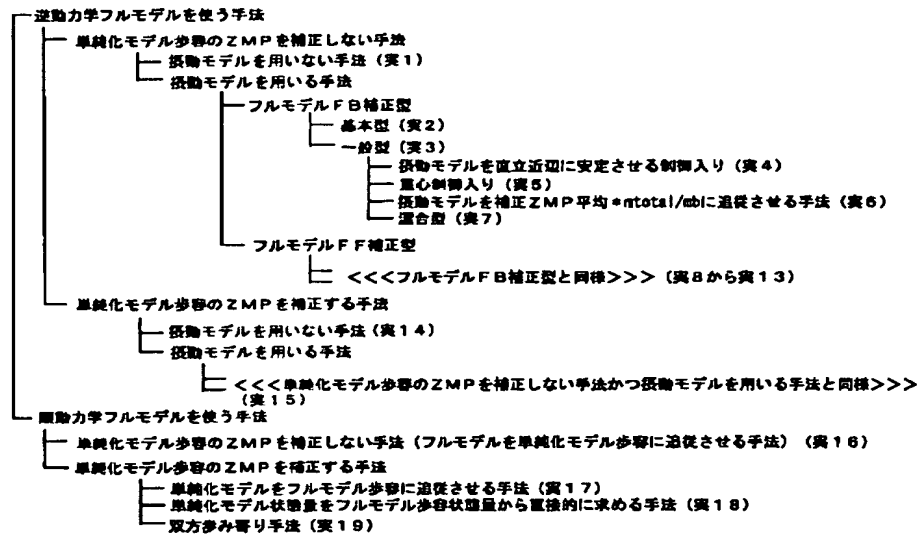 逆動力学フルモデルを使う手法
単純化モデル歩容のZMPを補正しない手法
摂動モデルを用いない手法（実1）
摂動モデルを用いる手法
フルモデルFB補正型
基本型（実2）
一般型（実3）
摂動モデルを直立近辺に安定させる制御入り（実4）
重心制御入り（実5）
摂動モデルを補正ZMP平均*mtotal/mbに追従させる手法（実6）
混合型（実7）
フルモデルFF補正型
<<<フルモデルFB補正型と同様>>>（実8から実13）
単純化モデル歩容のZMPを補正する手法
摂動モデルを用いない手法（実14）
摂動モデルを用いる手法
<<<単純化モデル歩容のZMPを補正しない手法かつ摂動モデルを用いる手法と同様>>>
（実15）
順動力学フルモデルを使う手法
単純化モデル歩容のZMPを補正しない手法（フルモデルを単純化モデル歩容に追従させる手法）（実16）
単純化モデル歩容のZMPを補正する手法
単純化モデルをフルモデル歩容に追従させる手法（実17）
単純化モデル状態量をフルモデル歩容状態量から直接的に求める手法（実18）
双方歩み寄り手法（実19）